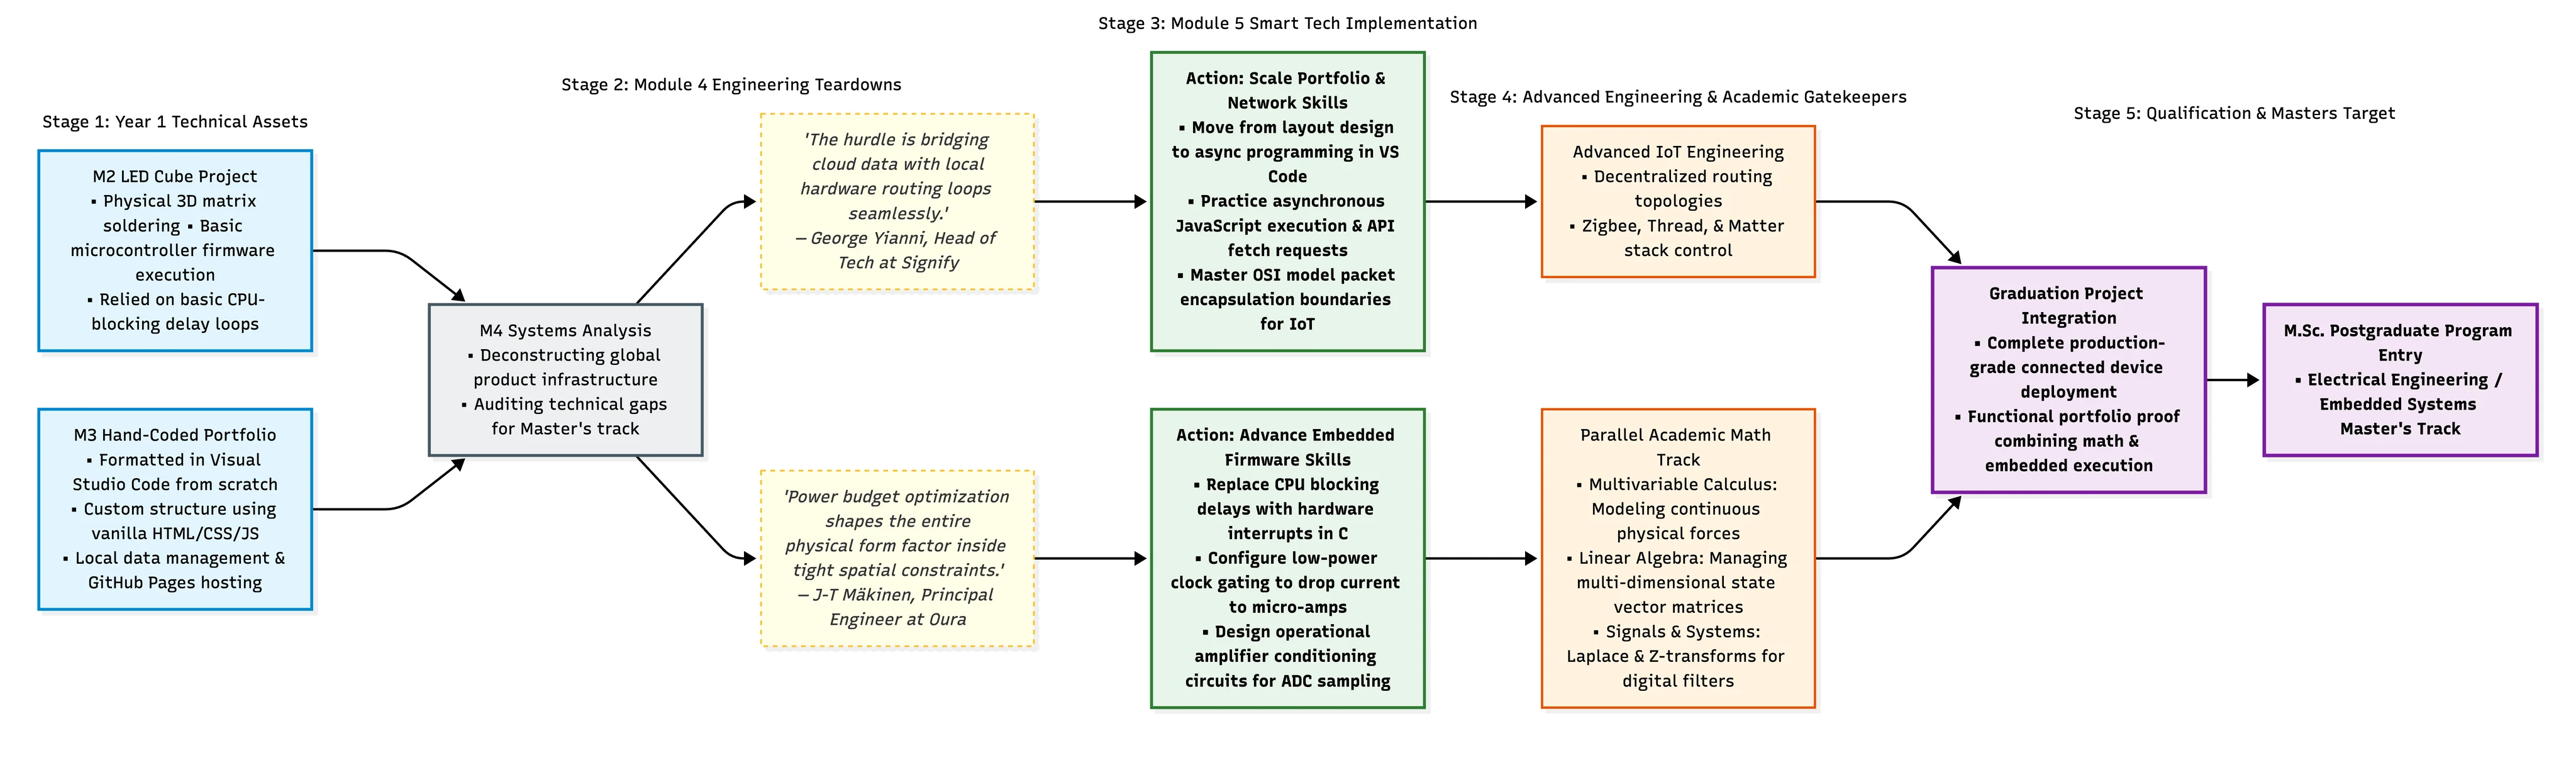 Stage 1: Year 1 Technical Assets
M2 LED Cube Project
▪ Physical 3D matrix
soldering ▪ Basic
microcontroller firmware
execution
▪ Relied on basic CPU-
blocking delay loops
M3 Hand-Coded Portfolio
▪ Formatted in Visual
Studio Code from scratch
▪ Custom structure using
vanilla HTML/CSS/JS
▪ Local data management &
GitHub Pages hosting
Stage 2: Module 4 Engineering Teardowns
M4 Systems Analysis
▪ Deconstructing global
product infrastructure
▪ Auditing technical gaps
for Master's track
'The hurdle is bridging
cloud data with local
hardware routing loops
seamlessly.'
— George Yianni, Head of
Tech at Signify
'Power budget optimization
shapes the entire
physical form factor inside
tight spatial constraints.'
— J-T Mäkinen, Principal
Engineer at Oura
Stage 3: Module 5 Smart Tech Implementation
Action: Scale Portfolio &
Network Skills
▪ Move from layout design
to async programming in VS
Code
▪ Practice asynchronous
JavaScript execution & API
fetch requests
▪ Master OSI model packet
encapsulation boundaries
for IoT
Action: Advance Embedded
Firmware Skills
▪ Replace CPU blocking
delays with hardware
interrupts in C
▪ Configure low-power
clock gating to drop current
to micro-amps
▪ Design operational
amplifier conditioning
circuits for ADC sampling
Stage 4: Advanced Engineering & Academic Gatekeepers
Advanced IoT Engineering
▪ Decentralized routing
topologies
▪ Zigbee, Thread, & Matter
stack control
Parallel Academic Math
Track
▪ Multivariable Calculus:
Modeling continuous
physical forces
▪ Linear Algebra: Managing
multi-dimensional state
vector matrices
▪ Signals & Systems:
Laplace & Z-transforms for
digital filters
Stage 5: Qualification & Masters Target
Graduation Project
Integration
▪ Complete production-
grade connected device
deployment
▪ Functional portfolio proof
combining math &
embedded execution
M.Sc. Postgraduate Program
Entry
▪ Electrical Engineering /
Embedded Systems
Master's Track